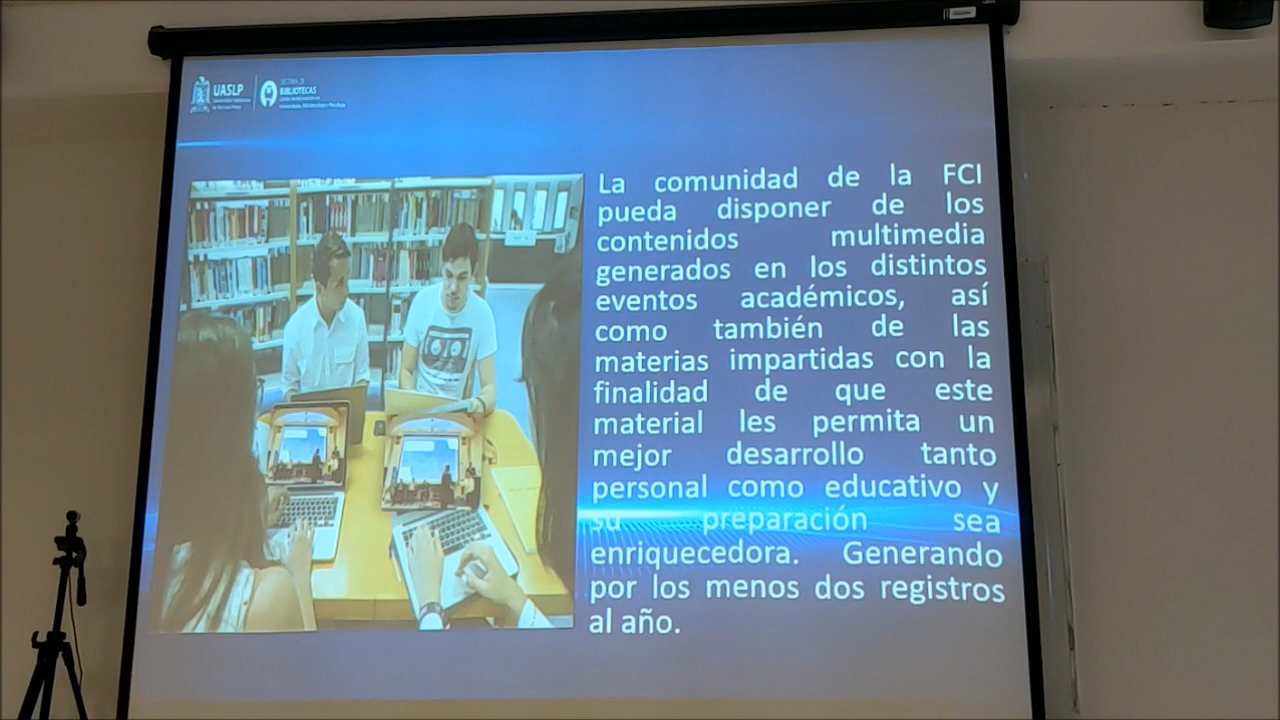 UASLP
BIBLIOTECAS
La comunidad de la FCI
pueda disponer de los
contenidos multimedia
generados en los distintos
eventos académicos, así
como también de las
materias impartidas con la
finalidad de que este
material les permita un
mejor desarrollo tanto
personal como educativo y
su preparación sea
enriquecedora. Generando
por los menos dos registros
al año.